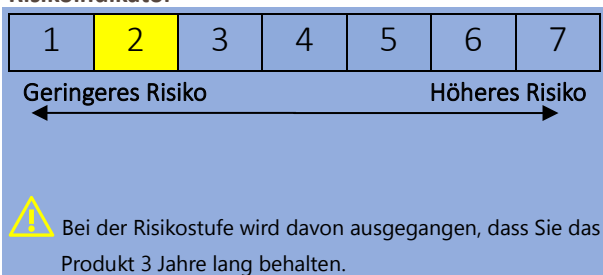 Risikoindikator
1 2 3 4 5 6 7
Geringeres Risiko Höheres Risiko
Bei der Risikostufe wird davon ausgegangen, dass Sie das
Produkt 3 Jahre lang behalten.